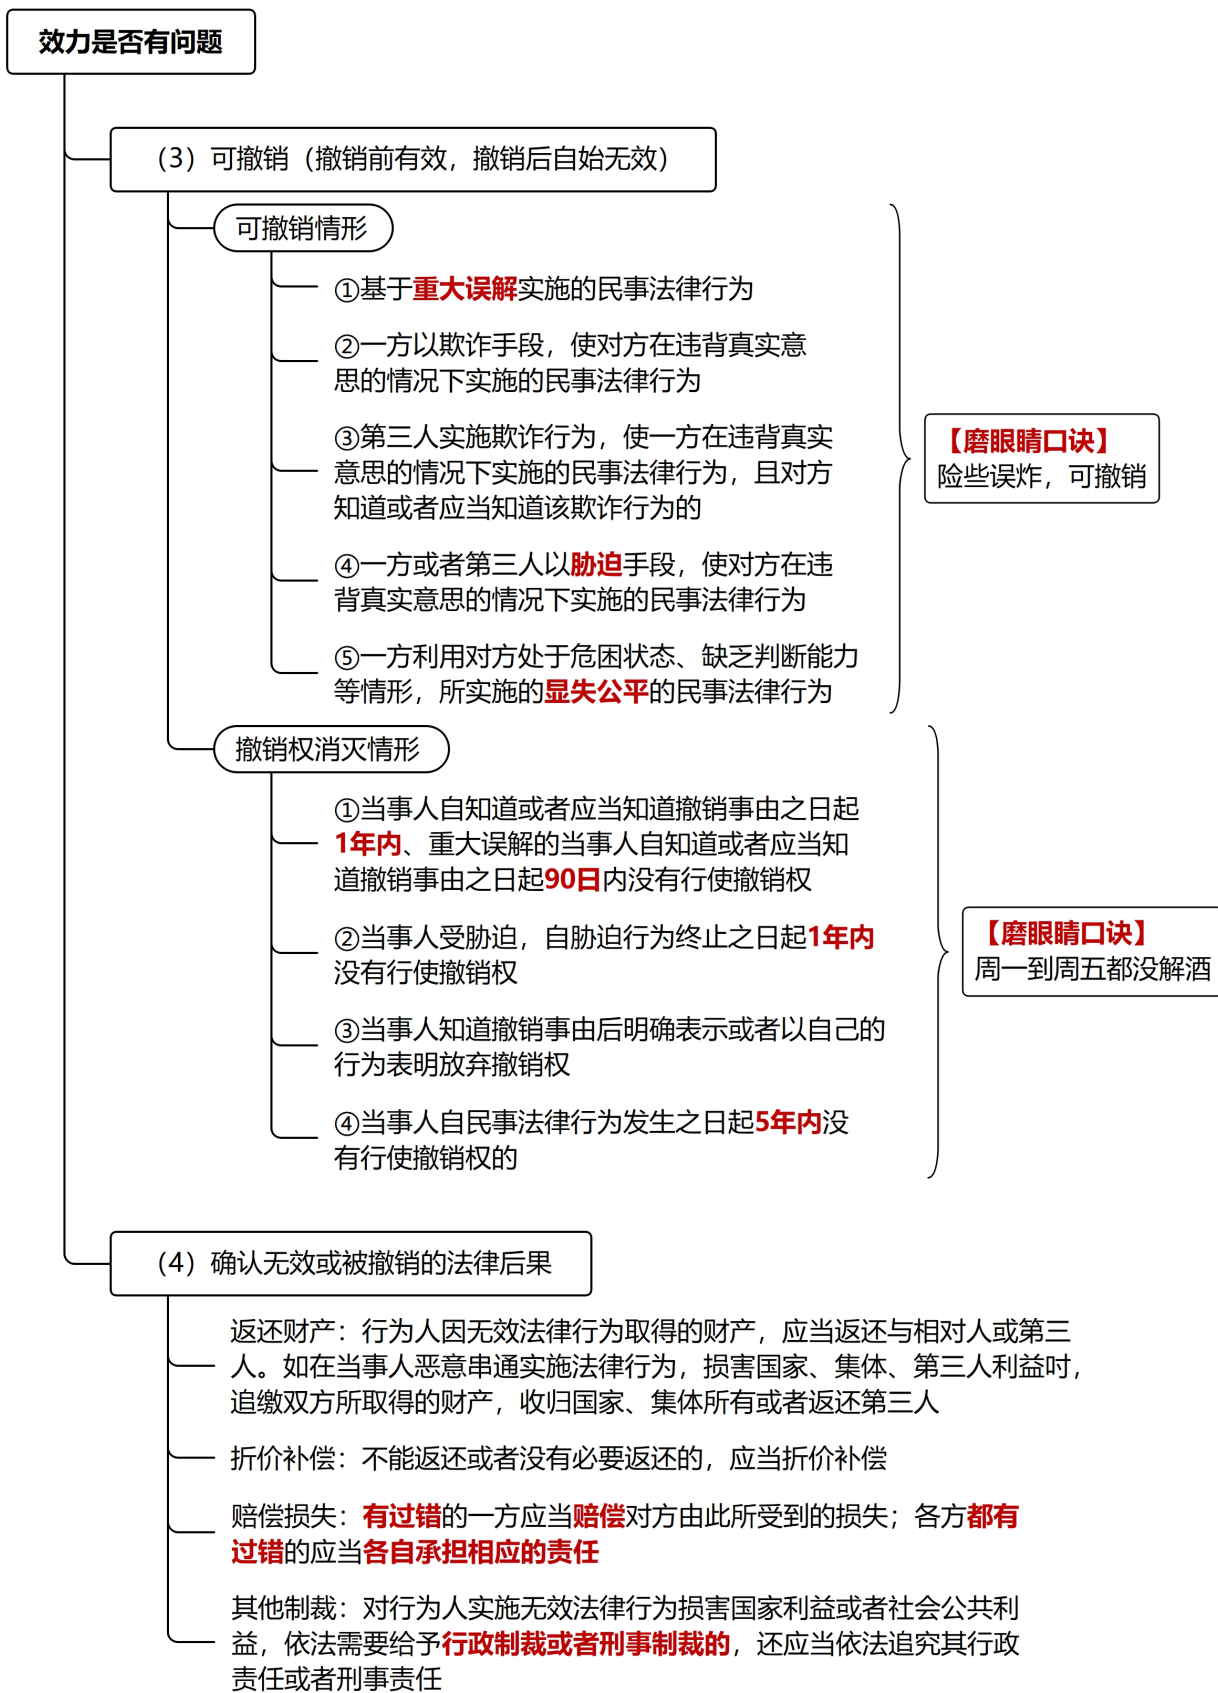 效力是否有问题
（3）可撤销（撤销前有效，撤销后自始无效）
可撤销情形
①基于重大误解实施的民事法律行为
②一方以欺诈手段，使对方在违背真实意
思的情况下实施的民事法律行为
③第三人实施欺诈行为，使一方在违背真实
意思的情况下实施的民事法律行为，且对方
知道或者应当知道该欺诈行为的
④一方或者第三人以胁迫手段，使对方在违
背真实意思的情况下实施的民事法律行为
⑤一方利用对方处于危困状态、缺乏判断能力
等情形，所实施的显失公平的民事法律行为
【磨眼睛口诀】
险些误炸，可撤销
撤销权消灭情形
①当事人自知道或者应当知道撤销事由之日起
1年内、重大误解的当事人自知道或者应当知
道撤销事由之日起90日内没有行使撤销权
②当事人受胁迫，自胁迫行为终止之日起1年内
没有行使撤销权
③当事人知道撤销事由后明确表示或者以自己的
行为表明放弃撤销权
④当事人自民事法律行为发生之日起5年内没
有行使撤销权的
【磨眼睛口诀】
周一到周五都没解酒
（4）确认无效或被撤销的法律后果
返还财产：行为人因无效法律行为取得的财产，应当返还与相对人或第三
人。如在当事人恶意串通实施法律行为，损害国家、集体、第三人利益时，
追缴双方所取得的财产，收归国家、集体所有或者返还第三人
折价补偿：不能返还或者没有必要返还的，应当折价补偿
赔偿损失：有过错的一方应当赔偿对方由此所受到的损失；各方都有
过错的应当各自承担相应的责任
其他制裁：对行为人实施无效法律行为损害国家利益或者社会公共利
益，依法需要给予行政制裁或者刑事制裁的，还应当依法追究其行政
责任或者刑事责任